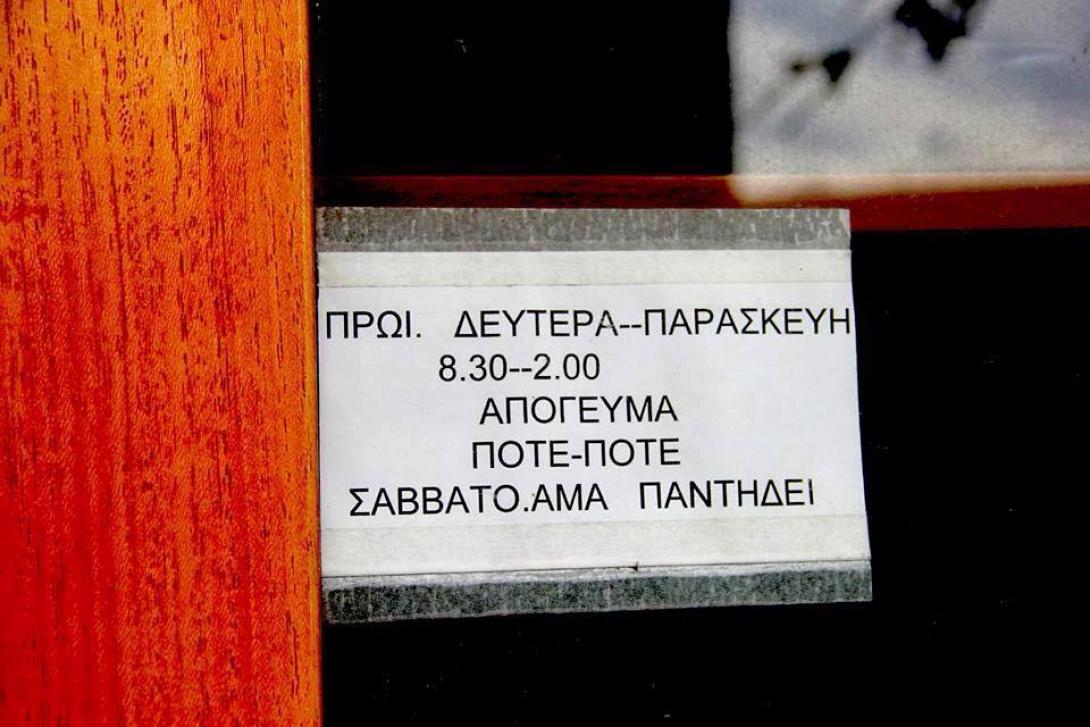 ΠΡΩΙ. ΔΕΥΤΕΡΑ--ΠΑΡΑΣΚΕΥΗ
8.30--2.00
ΑΠΟΓΕΥΜΑ
ΠΟΤΕ-ΠΟΤΕ
ΣΑΒΒΑΤΟ.ΑΜΑ ΠΑΝΤΗΔΕΙ